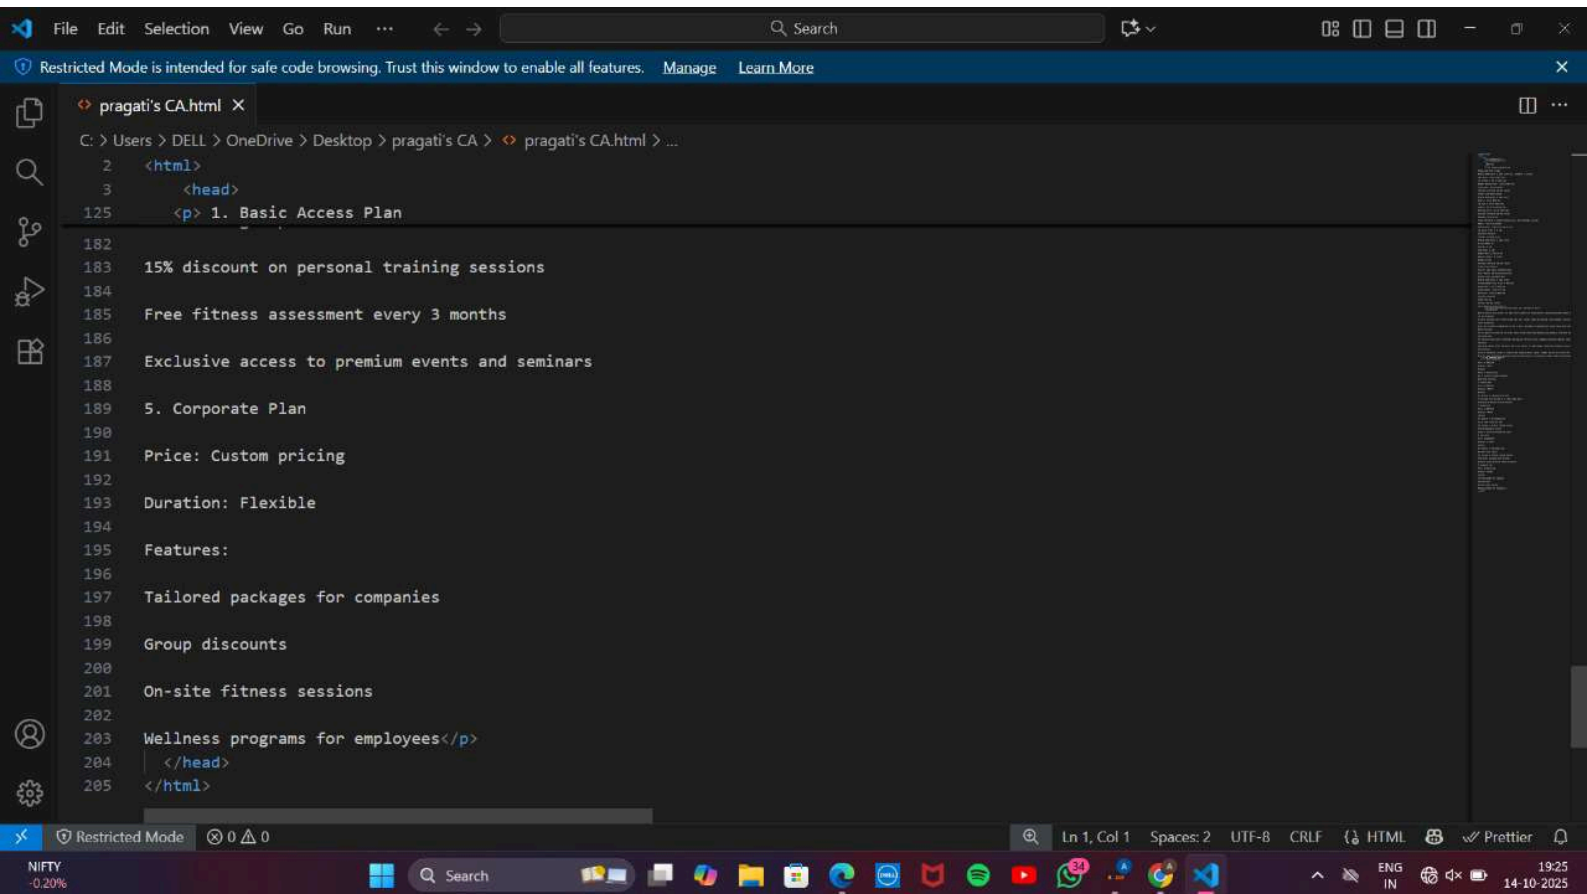 File Edit Selection View Go Run ··· Search
Restricted Mode is intended for safe code browsing. Trust this window to enable all features. Manage Learn More
pragati's CA.html
C: > Users > DELL > OneDrive > Desktop > pragati's CA > pragati's CA.html > ...
2 <html>
3 <head>
125 <p> 1. Basic Access Plan
182
183 15% discount on personal training sessions
184
185 Free fitness assessment every 3 months
186
187 Exclusive access to premium events and seminars
188
189 5. Corporate Plan
190
191 Price: Custom pricing
192
193 Duration: Flexible
194
195 Features:
196
197 Tailored packages for companies
198
199 Group discounts
200
201 On-site fitness sessions
202
203 Wellness programs for employees</p>
204 </head>
205 </html>
Restricted Mode 0 0 Ln 1, Col 1 Spaces: 2 UTF-8 CRLF HTML Prettier
NIFTY
-0.20%
Search
34
ENG
IN
19:25
14-10-2025